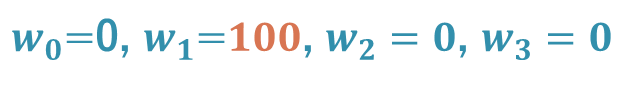 w₀=0, w₁=100, w₂ = 0, w₃ = 0